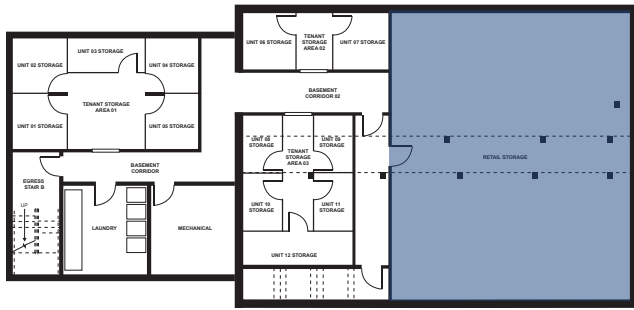 UNIT 03 STORAGE
UNIT 02 STORAGE
UNIT 04 STORAGE
TENANT STORAGE
AREA 01
UNIT 01 STORAGE
UNIT 05 STORAGE
BASEMENT
CORRIDOR
EGRESS
STAIR B
UP
LAUNDRY
MECHANICAL
UNIT 06 STORAGE
TENANT
STORAGE
AREA 02
UNIT 07 STORAGE
BASEMENT
CORRIDOR 02
UNIT 08
STORAGE
UNIT 09
STORAGE
TENANT
STORAGE
AREA 03
UNIT 10
STORAGE
UNIT 11
STORAGE
UNIT 12 STORAGE
RETAIL STORAGE